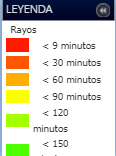 LEYENDA
Rayos
< 9 minutos
< 30 minutos
< 60 minutos
< 90 minutos
< 120
minutos
< 150